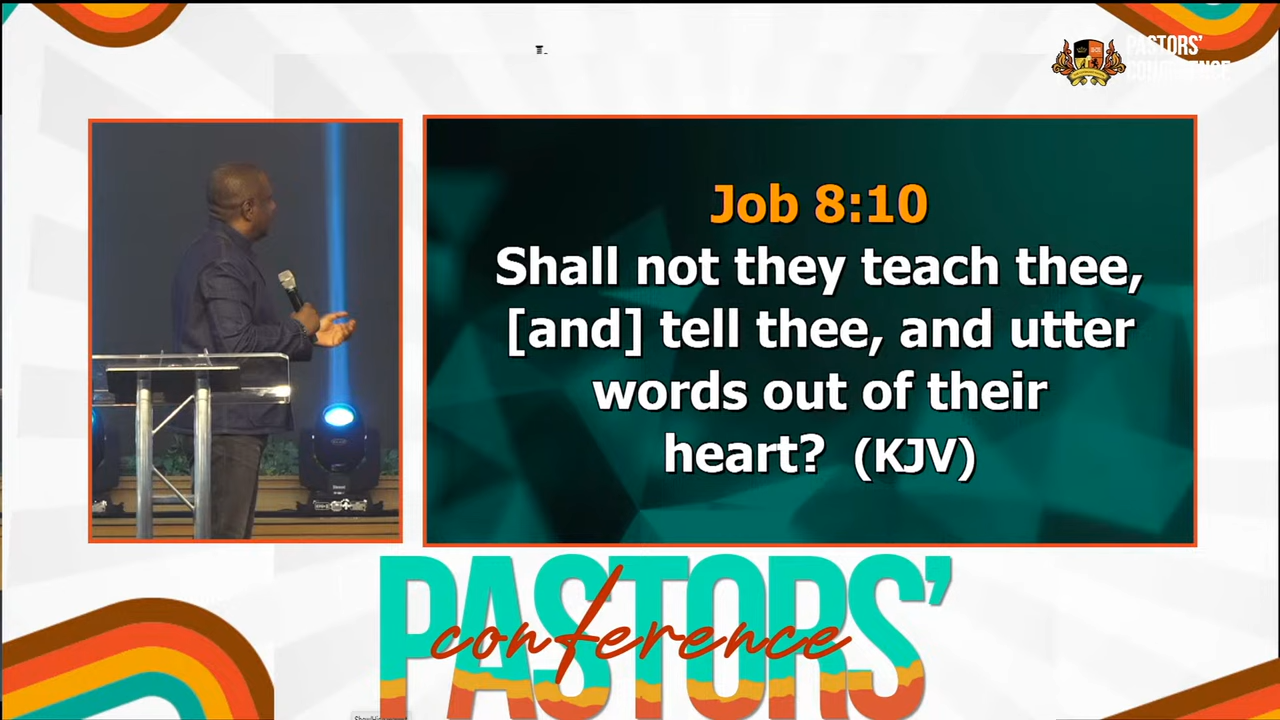 PASTORS'
CONFERENCE
Job 8:10
Shall not they teach thee,
[and] tell thee, and utter
words out of their
heart? (KJV)
PASTORS'
conference